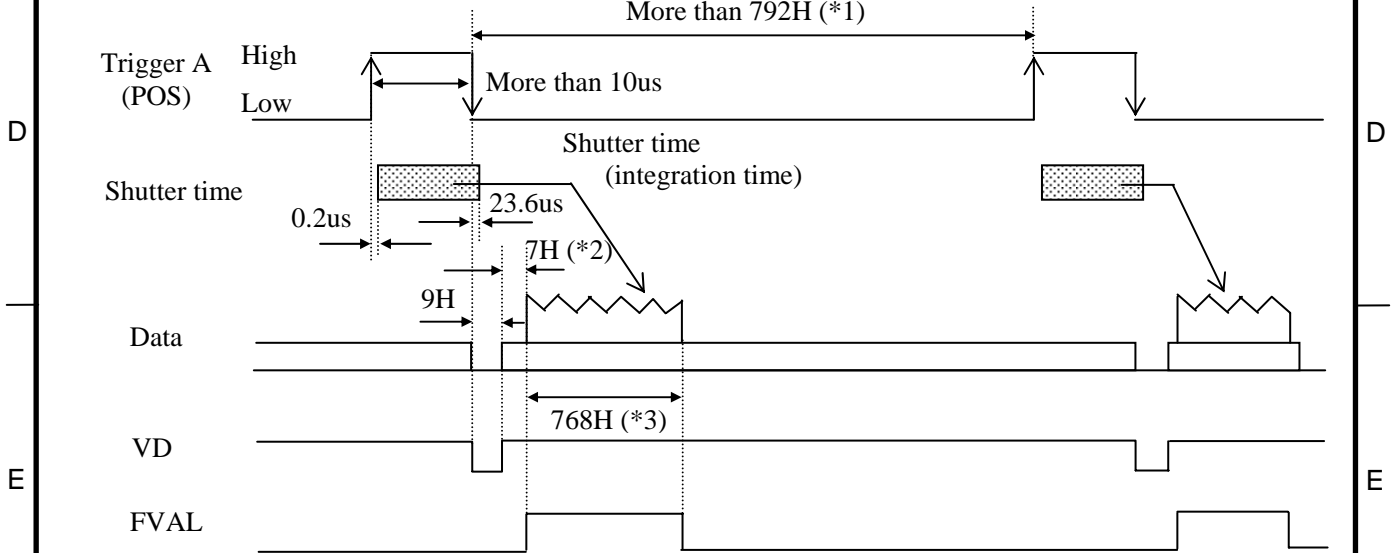 More than 792H (*1)
Trigger A
(POS)
High
Low
More than 10us
D
D
Shutter time
(integration time)
Shutter time
0.2us
23.6us
7H (*2)
9H
Data
768H (*3)
VD
E
E
FVAL